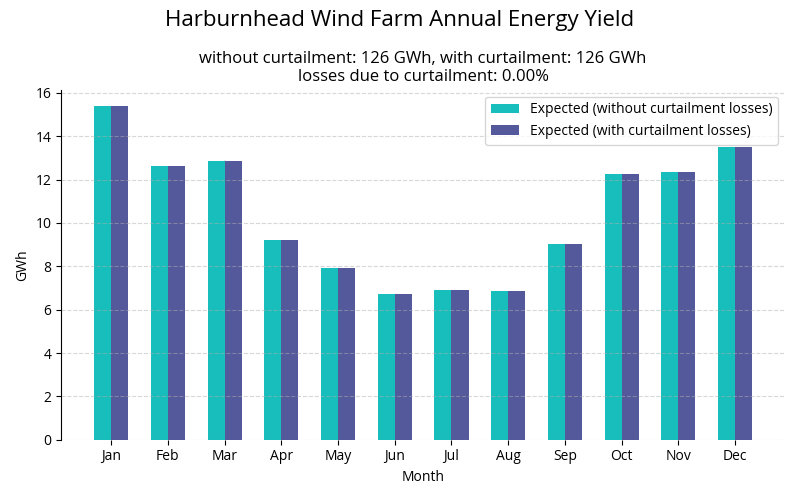 Harburnhead Wind Farm Annual Energy Yield
without curtailment: 126 GWh, with curtailment: 126 GWh
losses due to curtailment: 0.00%
Expected (without curtailment losses)
Expected (with curtailment losses)
GWh
16
14
12
10
8
6
4
2
0
Jan Feb Mar Apr May Jun Jul Aug Sep Oct Nov Dec
Month